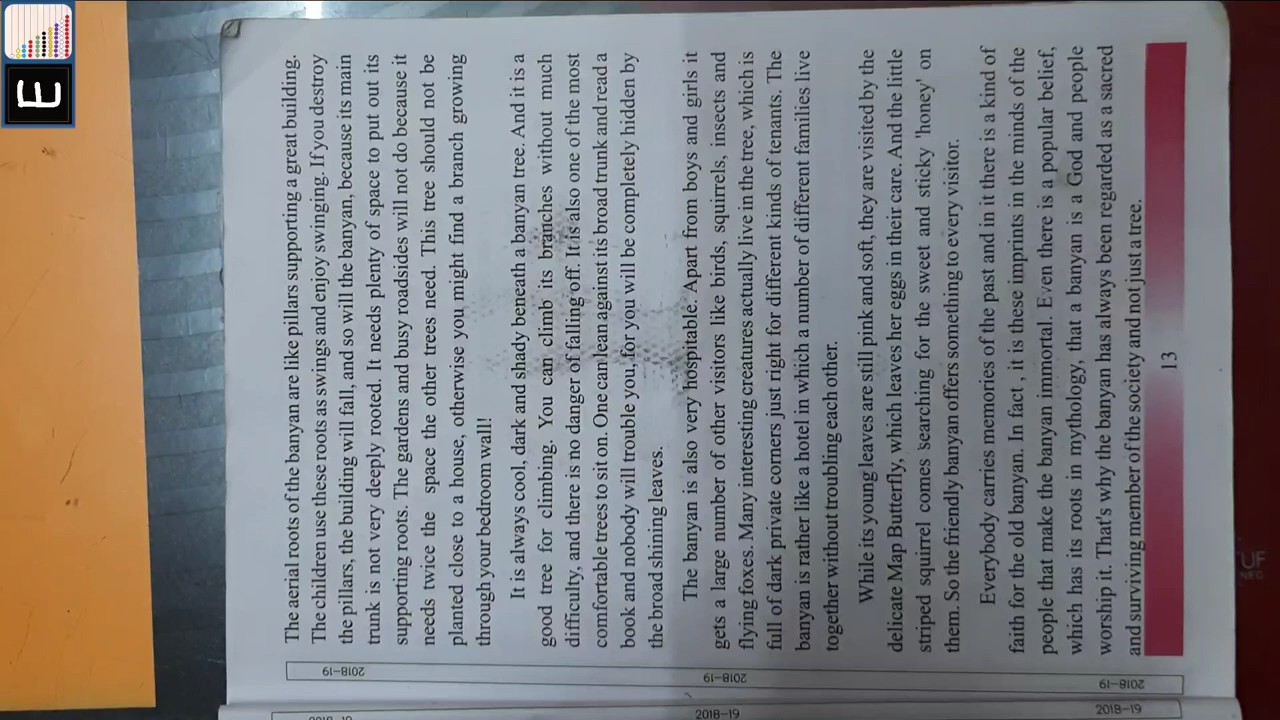 The aerial roots of the banyan are like pillars supporting a great building.
The children use these roots as swings and enjoy swinging. If you destroy
the pillars, the building will fall, and so will the banyan, because its main
trunk is not very deeply rooted. It needs plenty of space to put out its
supporting roots. The gardens and busy roadsides will not do because it
needs twice the space the other trees need. This tree should not be
planted close to a house, otherwise you might find a branch growing
through your bedroom wall!
It is always cool, dark and shady beneath a banyan tree. And it is a
good tree for climbing. You can climb its branches without much
difficulty, and there is no danger of falling off. It is also one of the most
comfortable trees to sit on. One can lean against its broad trunk and read a
book and nobody will trouble you, for you will be completely hidden by
the broad shining leaves.
The banyan is also very hospitable. Apart from boys and girls it
gets a large number of other visitors like birds, squirrels, insects and
flying foxes. Many interesting creatures actually live in the tree, which is
full of dark private corners just right for different kinds of tenants. The
banyan is rather like a hotel in which a number of different families live
together without troubling each other.
While its young leaves are still pink and soft, they are visited by the
delicate Map Butterfly, which leaves her eggs in their care. And the little
striped squirrel comes searching for the sweet and sticky 'honey' on
them. So the friendly banyan offers something to every visitor.
Everybody carries memories of the past and in it there is a kind of
faith for the old banyan. In fact, it is these imprints in the minds of the
people that make the banyan immortal. Even there is a popular belief,
which has its roots in mythology, that a banyan is a God and people
worship it. That's why the banyan has always been regarded as a sacred
and surviving member of the society and not just a tree.
13
2018-19
2018-19
2018-19
2018-19
2018-19
2018-19
E